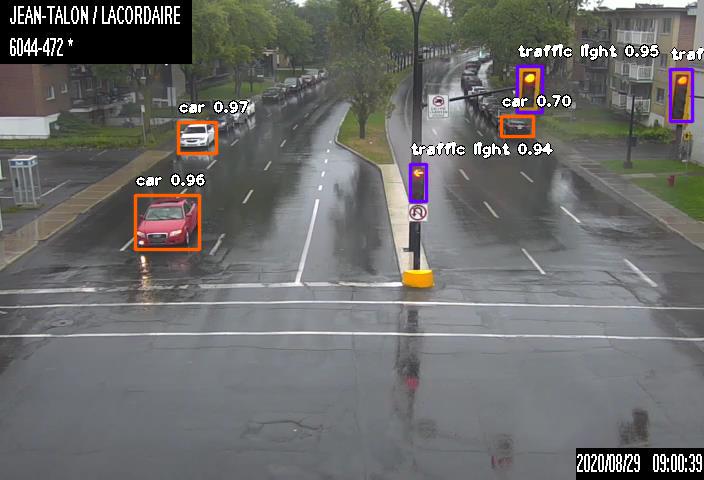 JEAN-TALON / LACORDAIRE
6044-472 *
traffic light 0.95
traf
car 0.97
car 0.70
traffic light 0.94
car 0.96
2020/08/29 09:00:39